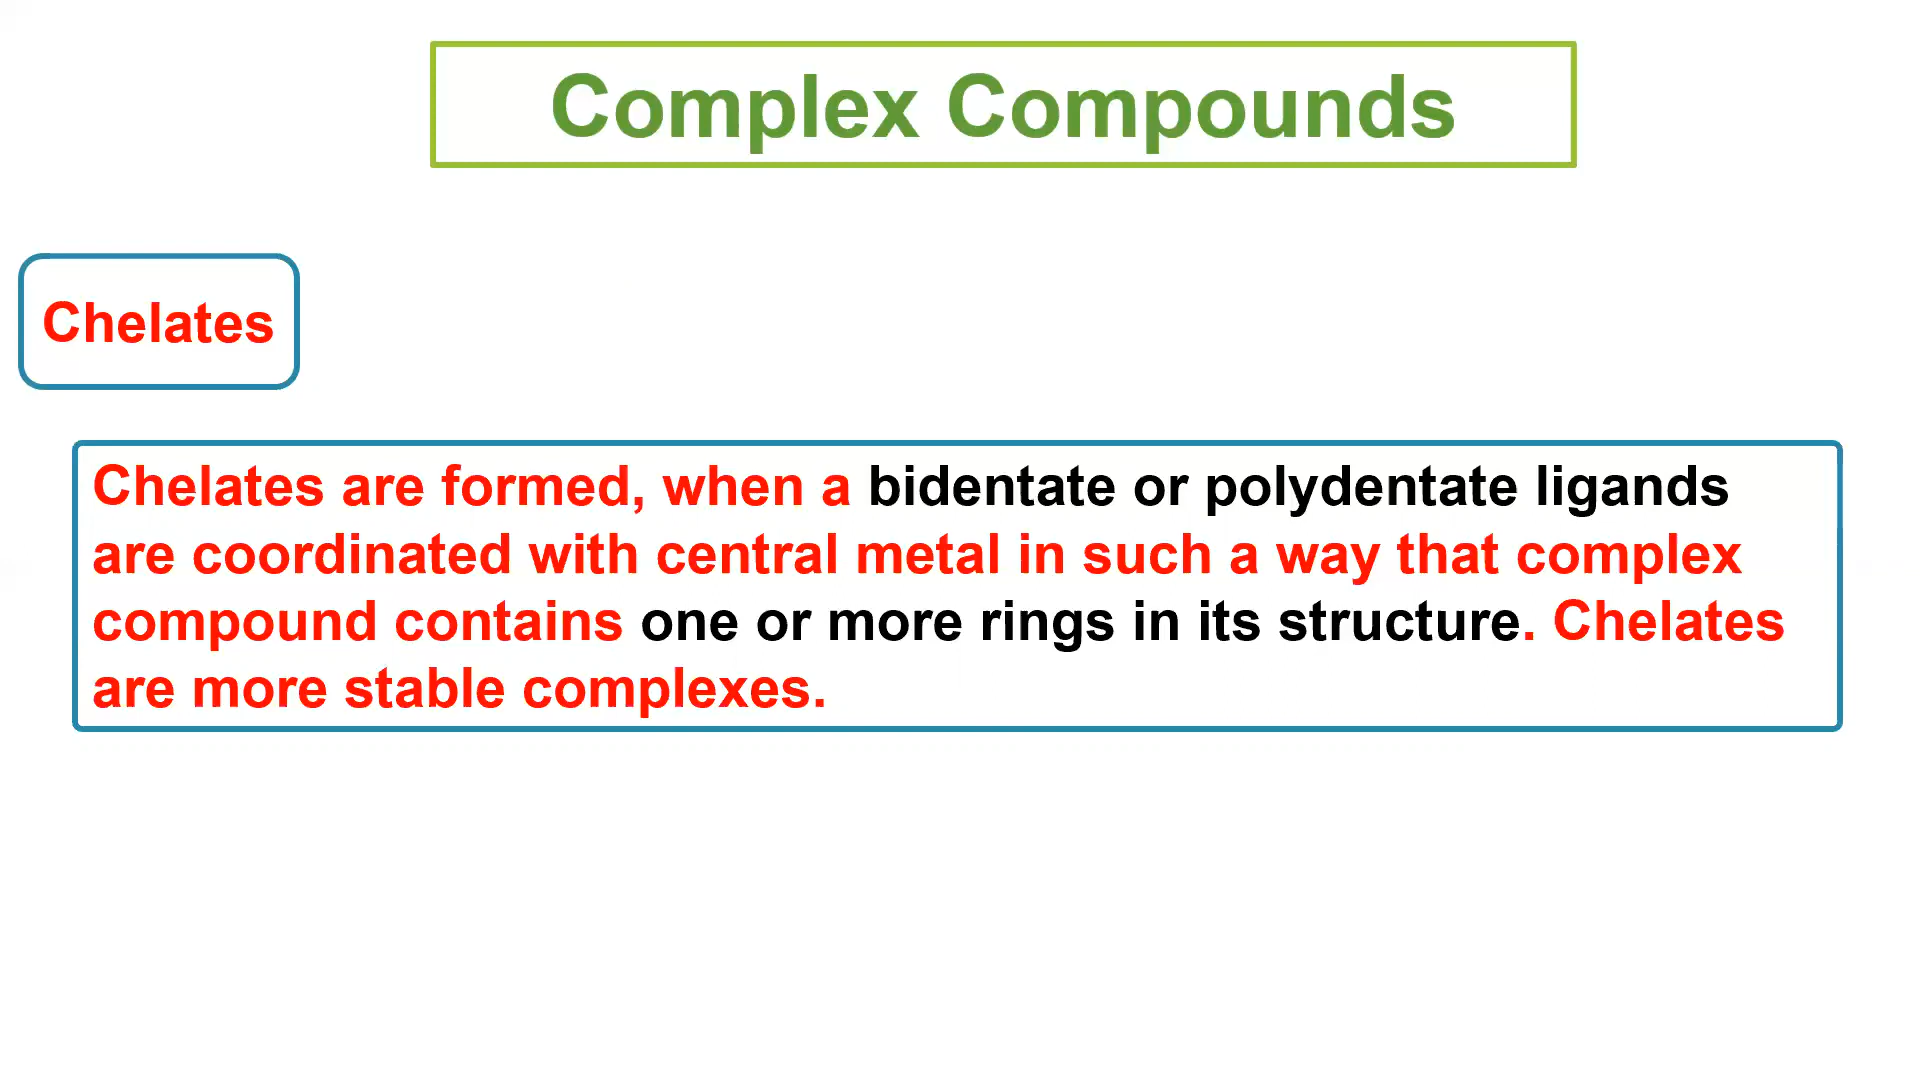 Complex Compounds
Chelates
Chelates are formed, when a bidentate or polydentate ligands
are coordinated with central metal in such a way that complex
compound contains one or more rings in its structure. Chelates
are more stable complexes.